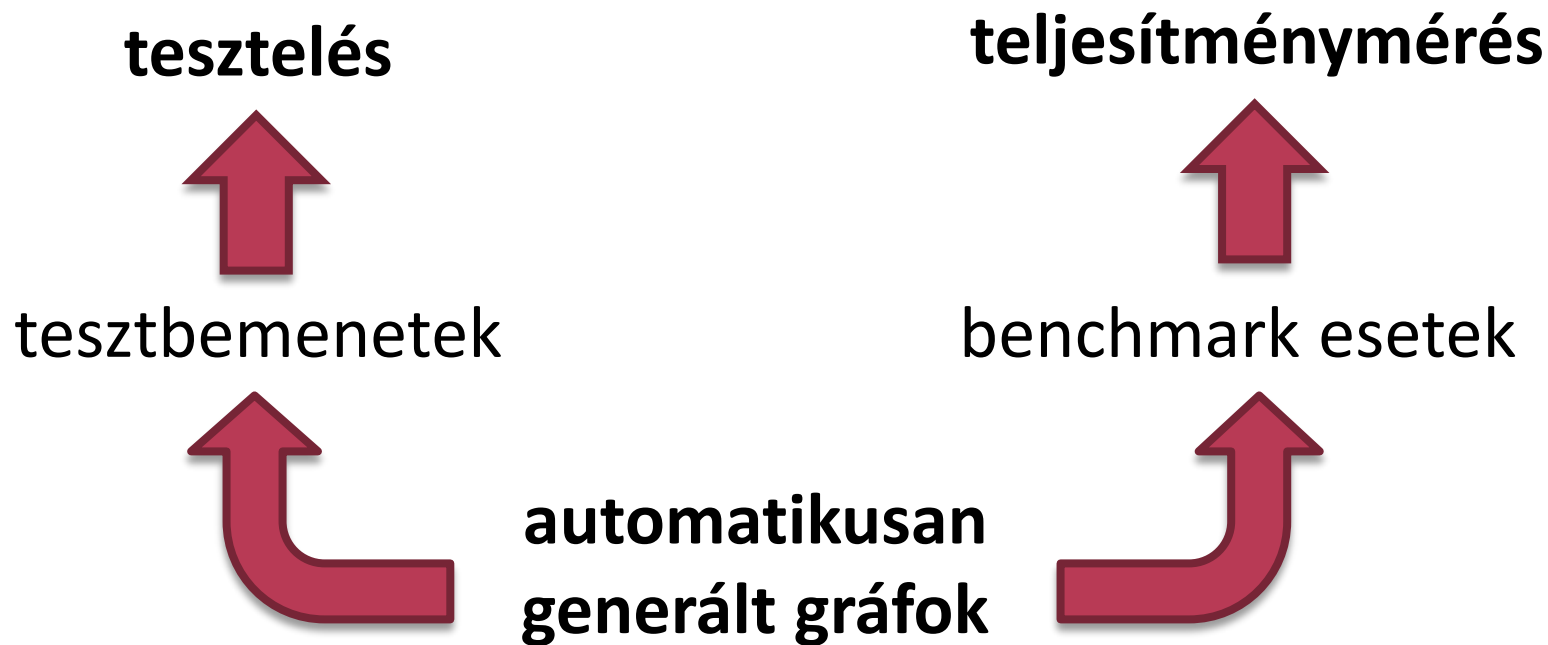 tesztelés
teljesítménymérés
tesztbemenetek
benchmark esetek
automatikusan
generált gráfok